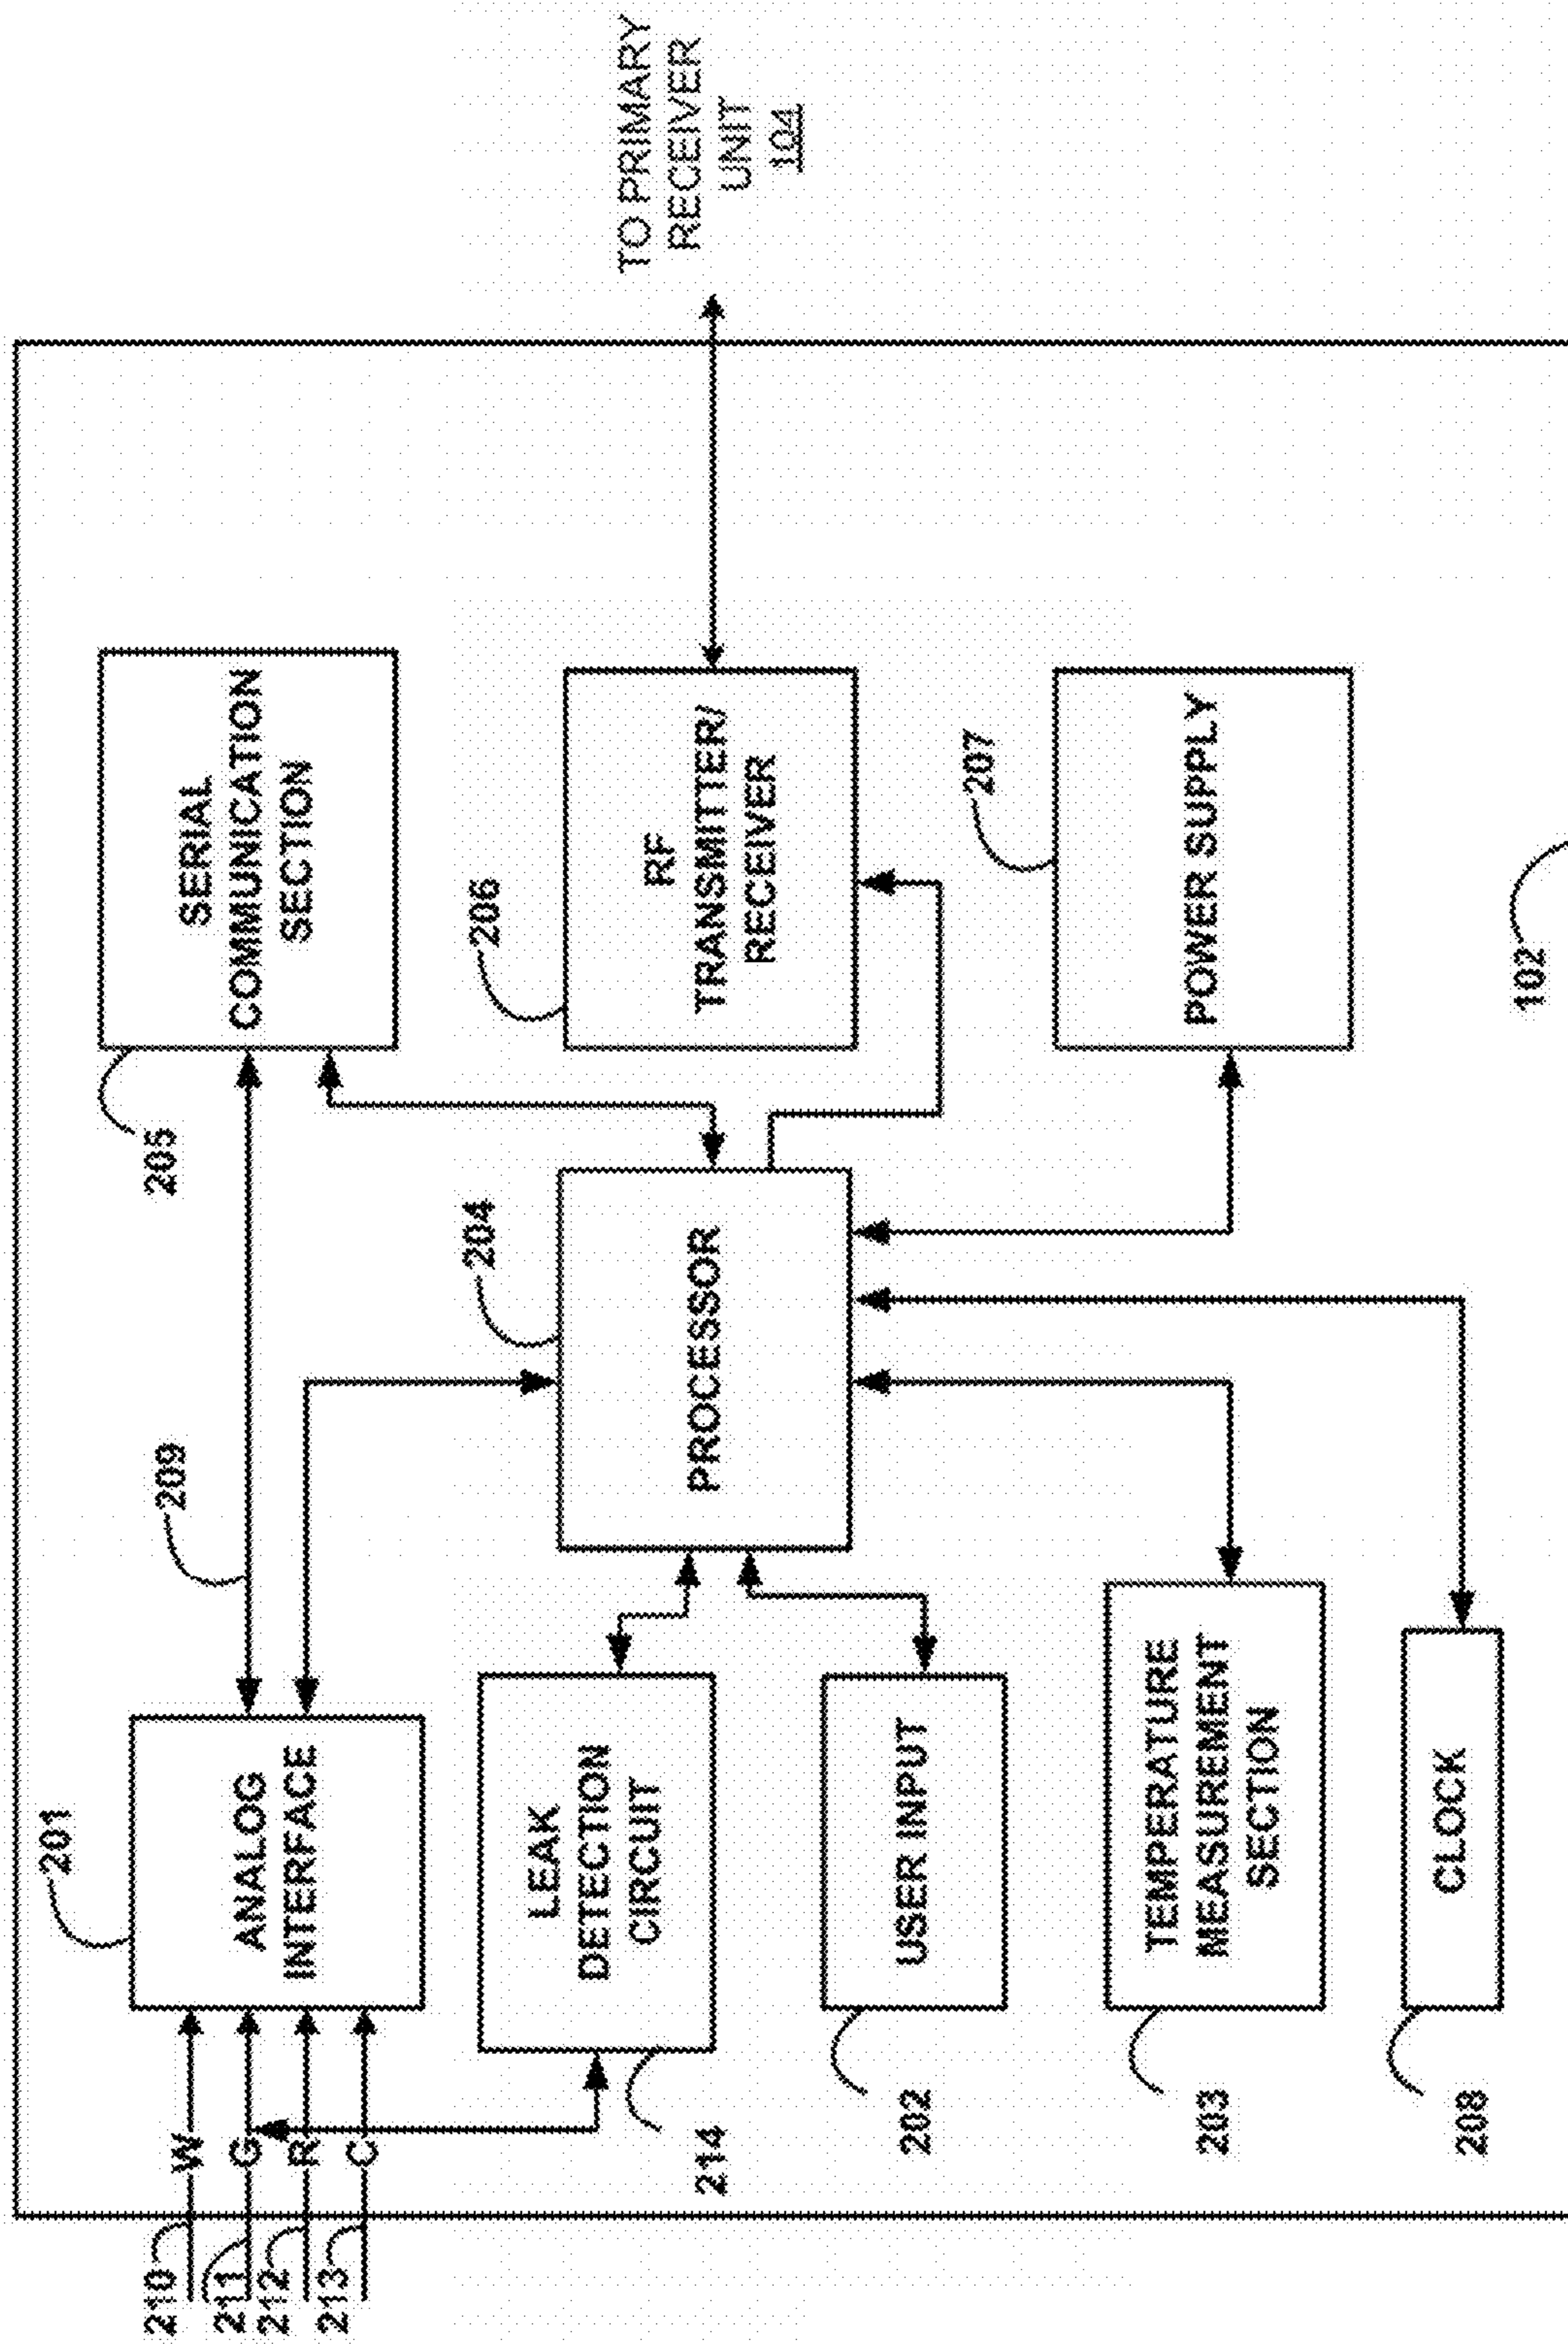 210
W
211
G
212
R
213
C
201
ANALOG
INTERFACE
209
205
SERIAL
COMMUNICATION
SECTION
214
LEAK
DETECTION
CIRCUIT
204
PROCESSOR
206
RF
TRANSMITTER/
RECEIVER
TO PRIMARY
RECEIVER
UNIT
104
202
USER INPUT
203
TEMPERATURE
MEASUREMENT
SECTION
207
POWER SUPPLY
208
CLOCK
102